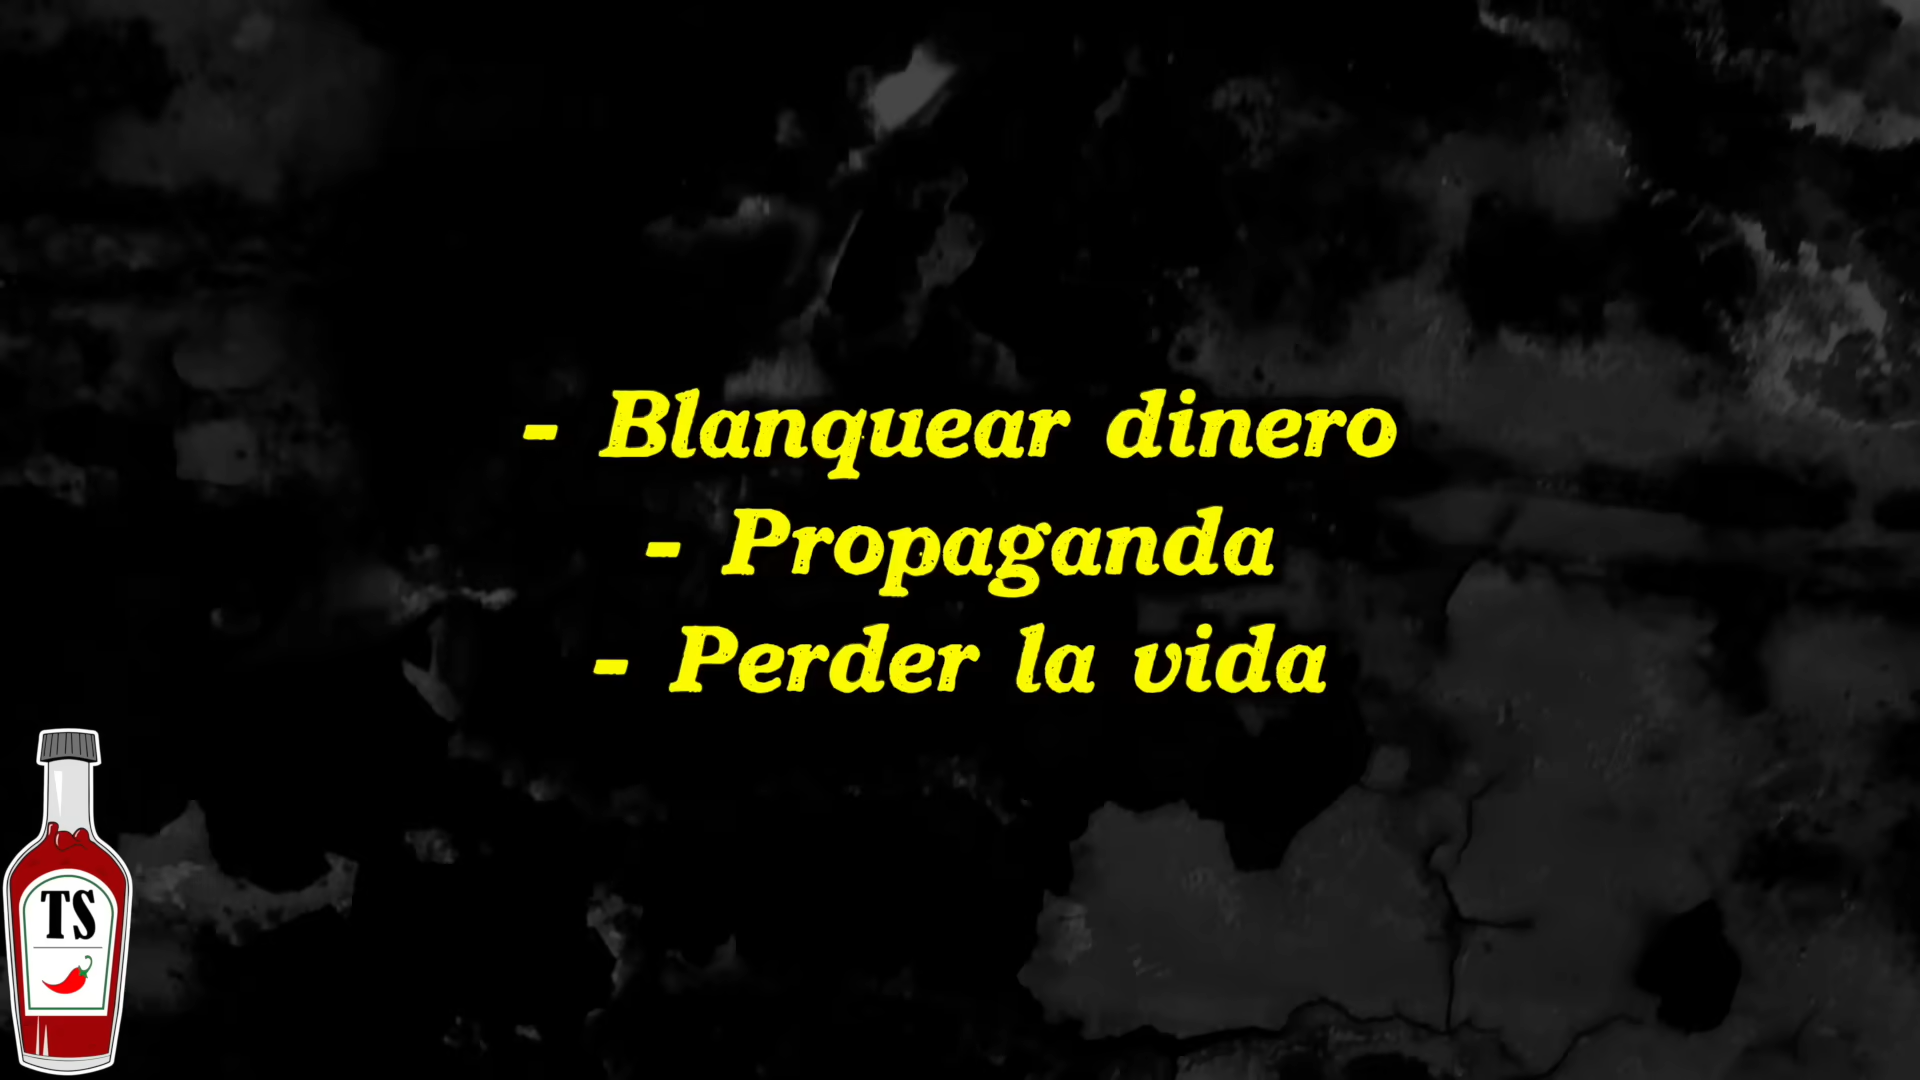 - Blanquear dinero
- Propaganda
- Perder la vida
TS